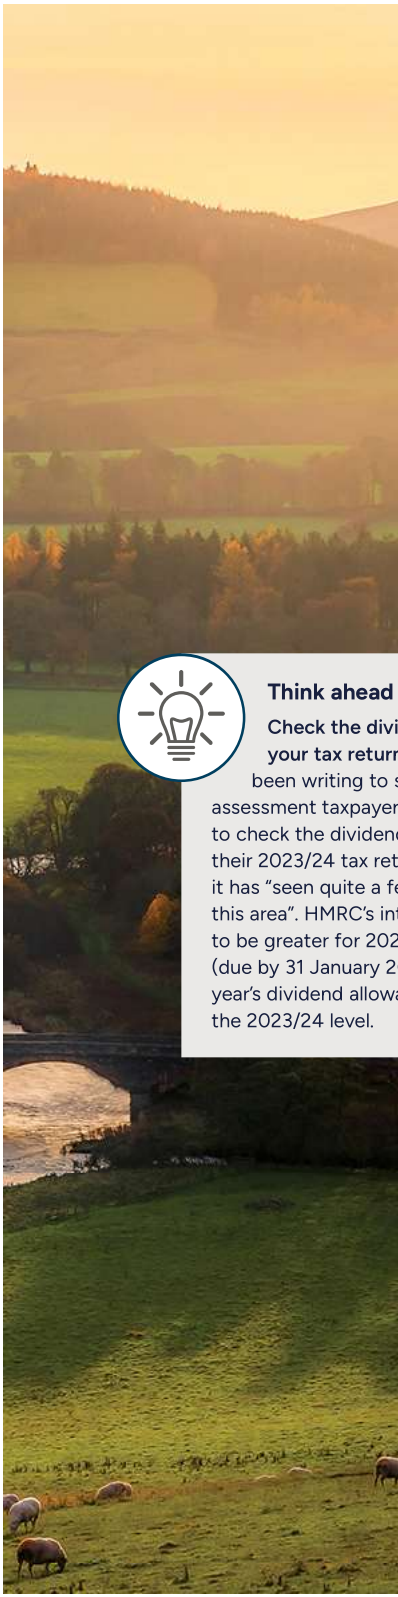 Think ahead
Check the divi
your tax return
been writing to s
assessment taxpayer
to check the dividend
their 2023/24 tax ret
it has “seen quite a fe
this area”. HMRC’s int
to be greater for 202
(due by 31 January 2
year’s dividend allowa
the 2023/24 level.